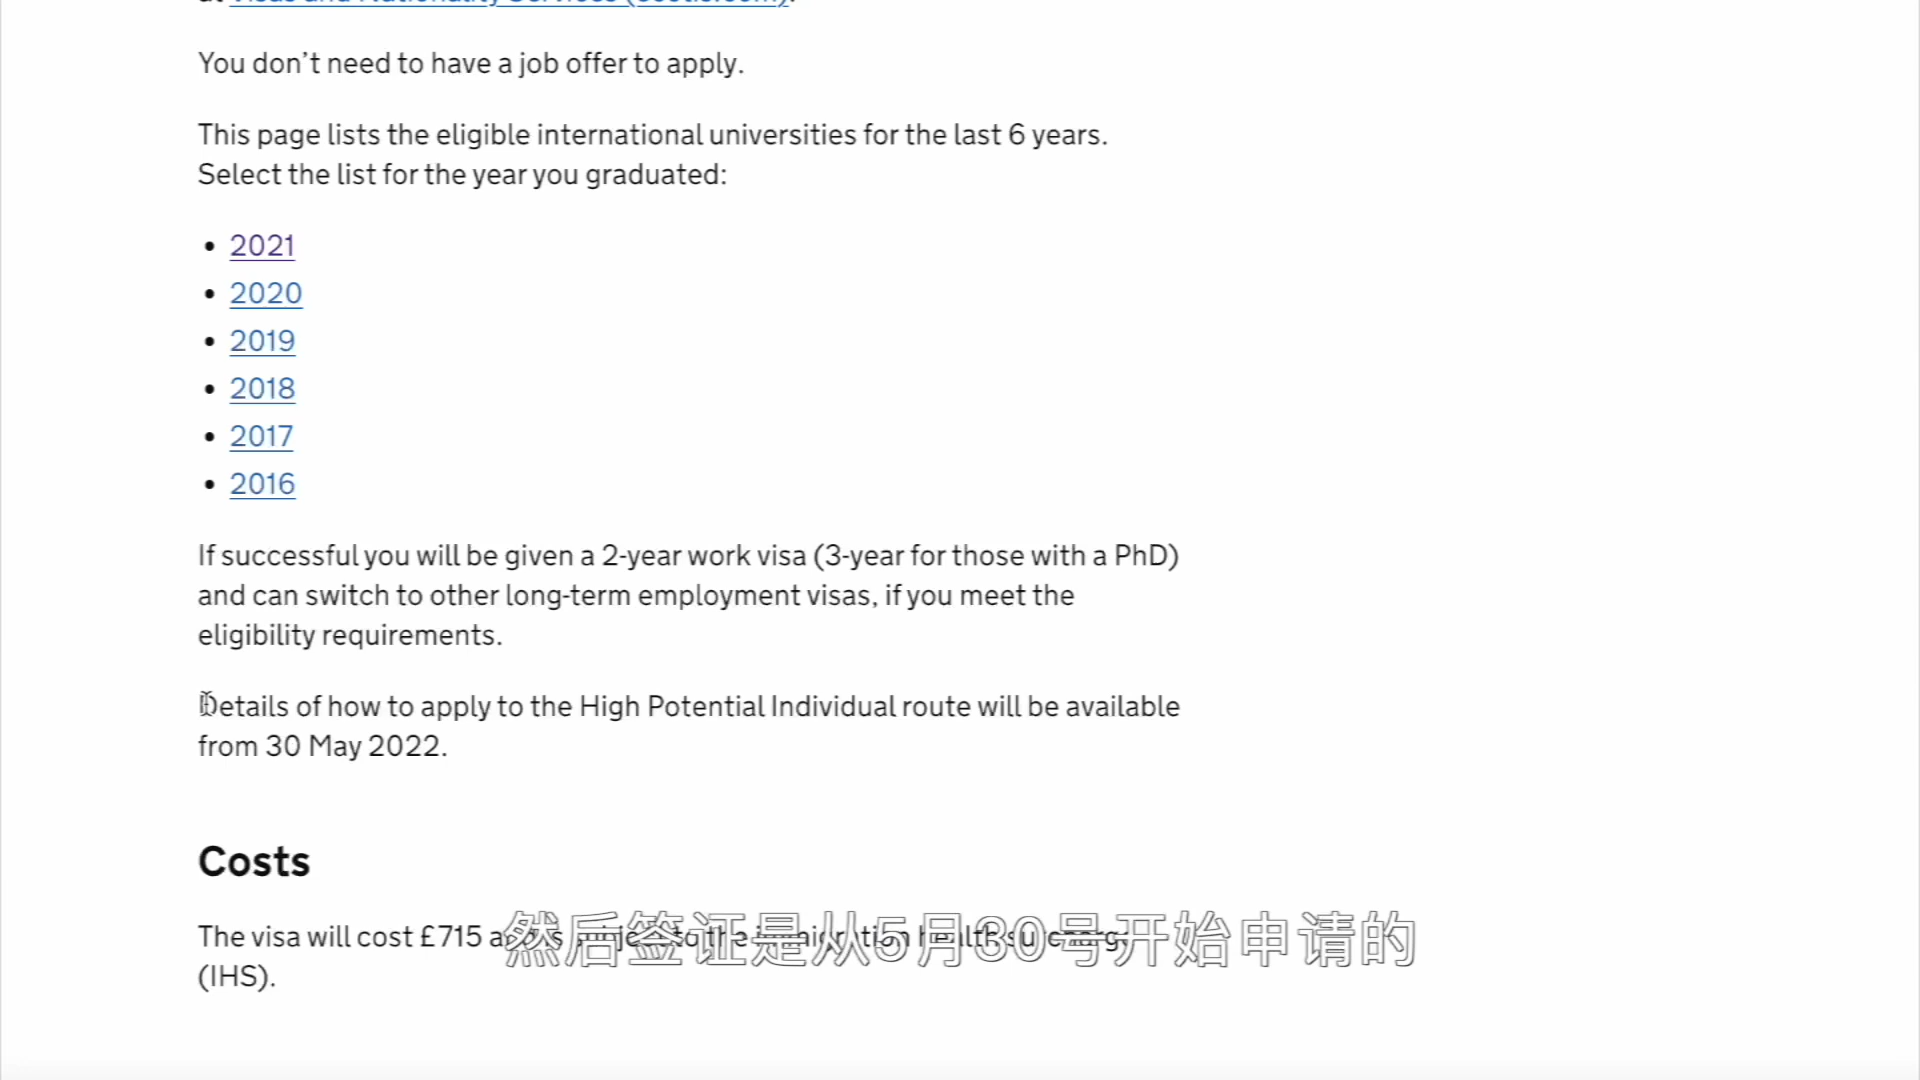 You don’t need to have a job offer to apply.
This page lists the eligible international universities for the last 6 years.
Select the list for the year you graduated:
• 2021
• 2020
• 2019
• 2018
• 2017
• 2016
If successful you will be given a 2-year work visa (3-year for those with a PhD)
and can switch to other long-term employment visas, if you meet the
eligibility requirements.
Details of how to apply to the High Potential Individual route will be available
from 30 May 2022.
Costs
The visa will cost £715 to the immigration health surcharge
(IHS).
然后签证是从5月30号开始申请的